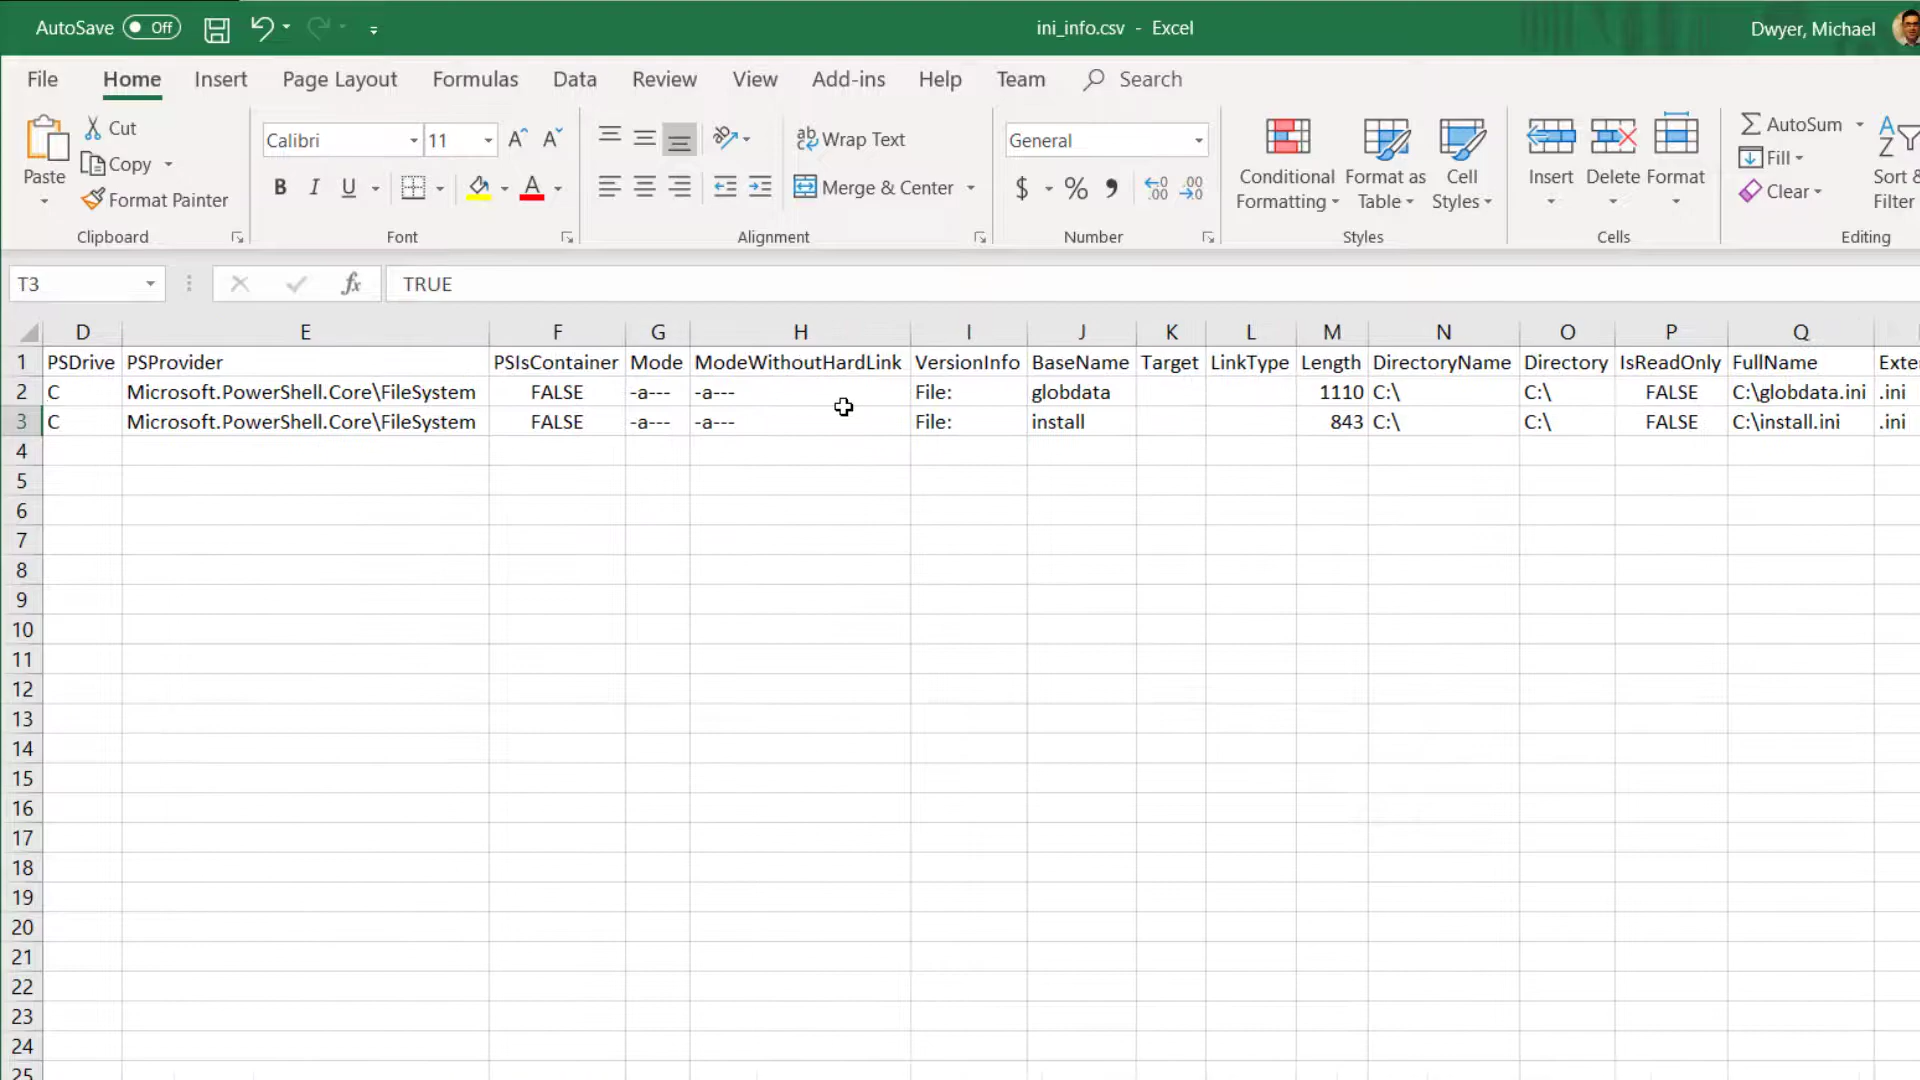 AutoSave Off ini_info.csv - Excel Dwyer, Michael
File Home Insert Page Layout Formulas Data Review View Add-ins Help Team Search
Paste
Cut
Copy
Format Painter
Clipboard
Calibri 11
B I U A
Font
Wrap Text
Merge & Center
Alignment
General
$ % ,
Number
Conditional Formatting
Format as Table
Cell Styles
Styles
Insert Delete Format
Cells
AutoSum
Fill
Clear
Sort &
Filter
Editing
T3 fx TRUE
D E F G H I J K L M N O P Q
1 PSDrive PSProvider PSIsContainer Mode ModeWithoutHardLink VersionInfo BaseName Target LinkType Length DirectoryName Directory IsReadOnly FullName Exter
2 C Microsoft.PowerShell.Core\FileSystem FALSE -a--- -a--- File: globdata 1110 C:\ C:\ FALSE C:\globdata.ini .ini
3 C Microsoft.PowerShell.Core\FileSystem FALSE -a--- -a--- File: install 843 C:\ C:\ FALSE C:\install.ini .ini
4
5
6
7
8
9
10
11
12
13
14
15
16
17
18
19
20
21
22
23
24
25